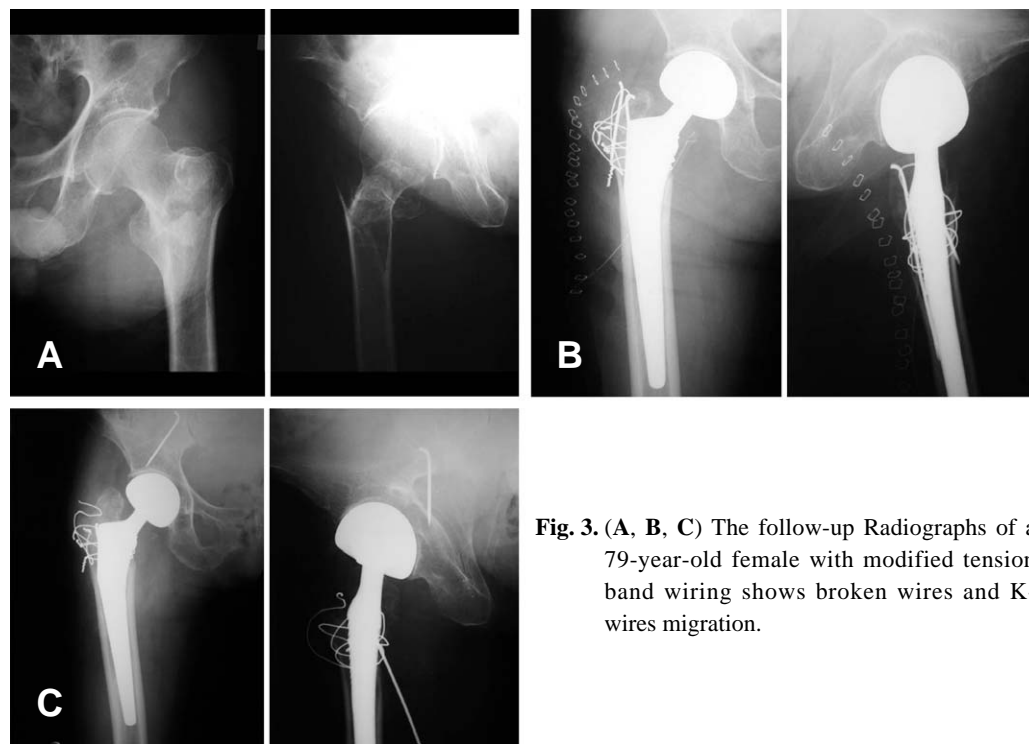 A
B
C
Fig. 3. (A, B, C) The follow-up Radiographs of a
79-year-old female with modified tension
band wiring shows broken wires and K-
wires migration.